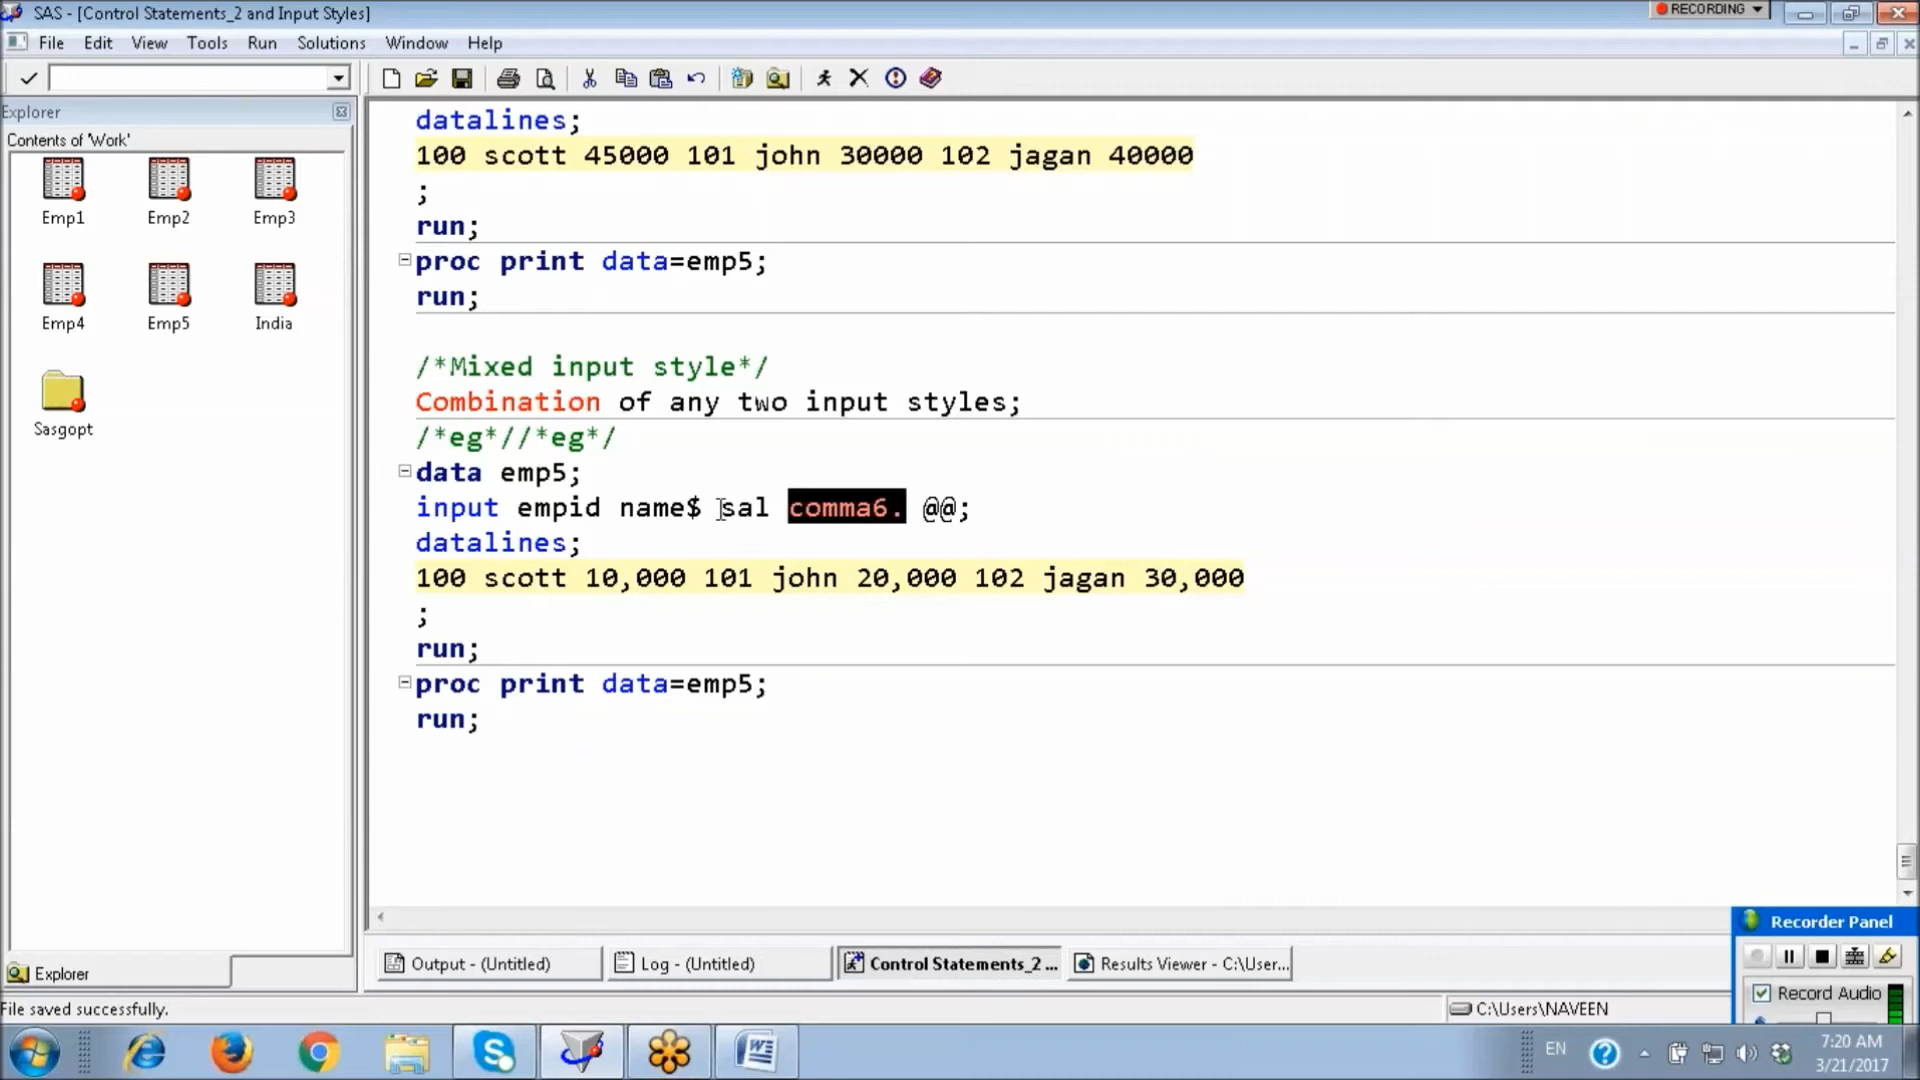 SAS - [Control Statements_2 and Input Styles]
RECORDING
File Edit View Tools Run Solutions Window Help
Explorer
Contents of 'Work'
Emp1 Emp2 Emp3
Emp4 Emp5 India
Sasgopt
Explorer
datalines;
100 scott 45000 101 john 30000 102 jagan 40000
;
run;
proc print data=emp5;
run;
/*Mixed input style*/
Combination of any two input styles;
/*eg*//*eg*/
data emp5;
input empid name$ sal comma6. @@;
datalines;
100 scott 10,000 101 john 20,000 102 jagan 30,000
;
run;
proc print data=emp5;
run;
Output - (Untitled) Log - (Untitled) Control Statements_2 ... Results Viewer - C:\User...
Recorder Panel
Record Audio
File saved successfully.
C:\Users\NAVEEN
EN
7:20 AM
3/21/2017